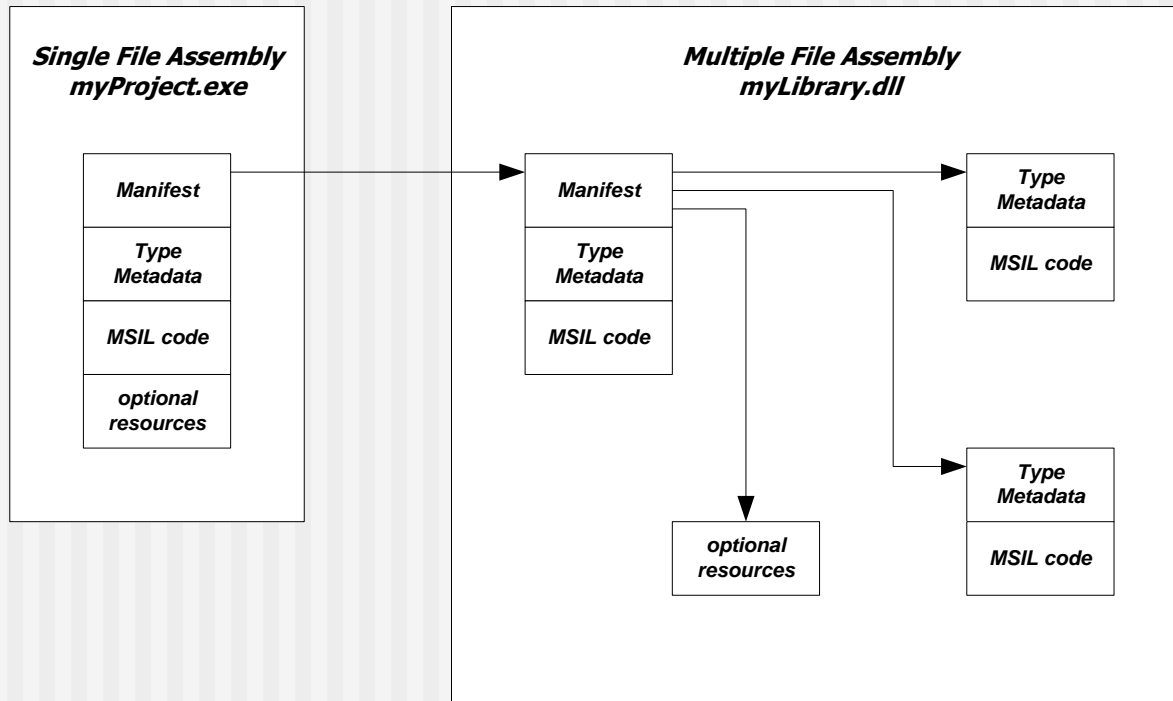 Single File Assembly
myProject.exe
Manifest
Type
Metadata
MSIL code
optional
resources
Multiple File Assembly
myLibrary.dll
Manifest
Type
Metadata
MSIL code
optional
resources
Type
Metadata
MSIL code
Type
Metadata
MSIL code